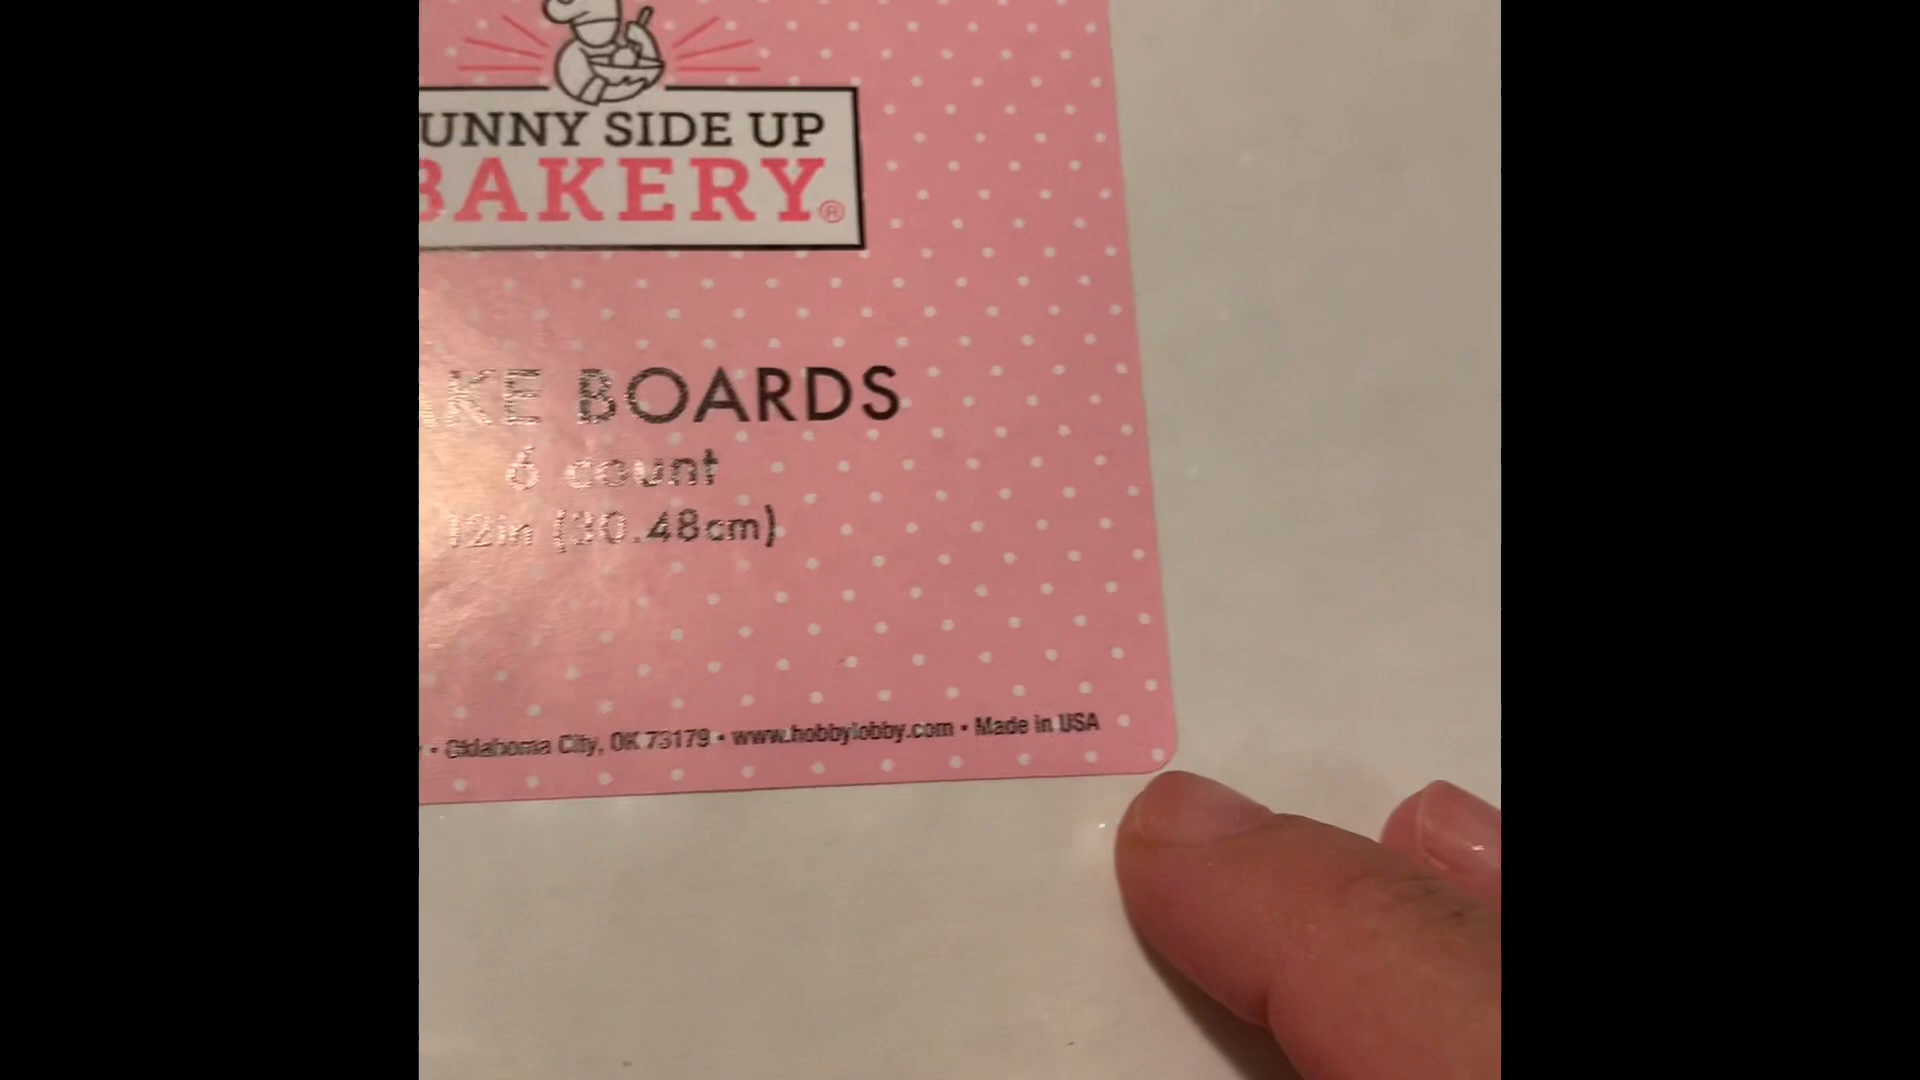 UNNY SIDE UP
BAKERY®
KE BOARDS
6 count
12in (30.48cm)
• Oklahoma City, OK 73179 • www.hobbylobby.com • Made in USA